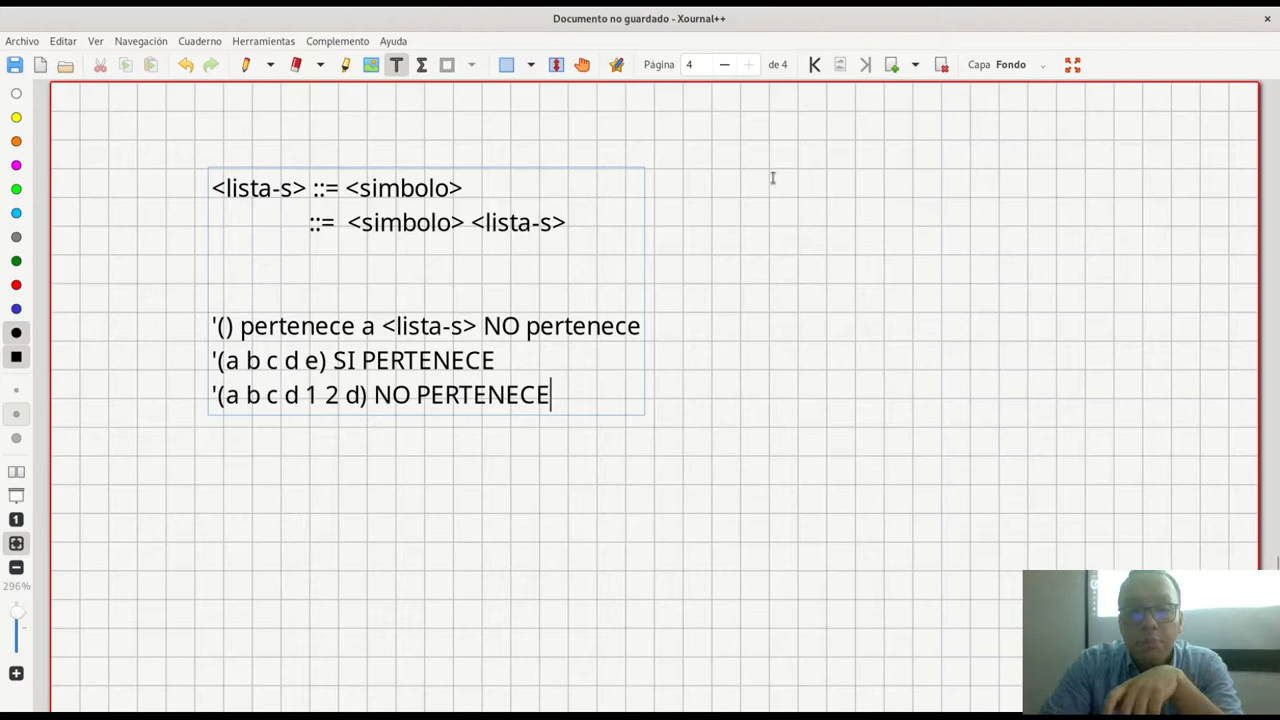 Documento no guardado - Xournal++
Archivo Editar Ver Navegación Cuaderno Herramientas Complemento Ayuda
Página 4 de 4 Capa Fondo
<lista-s> ::= <simbolo>
::= <simbolo> <lista-s>
'() pertenece a <lista-s> NO pertenece
'(a b c d e) SI PERTENECE
'(a b c d 1 2 d) NO PERTENECE
296%